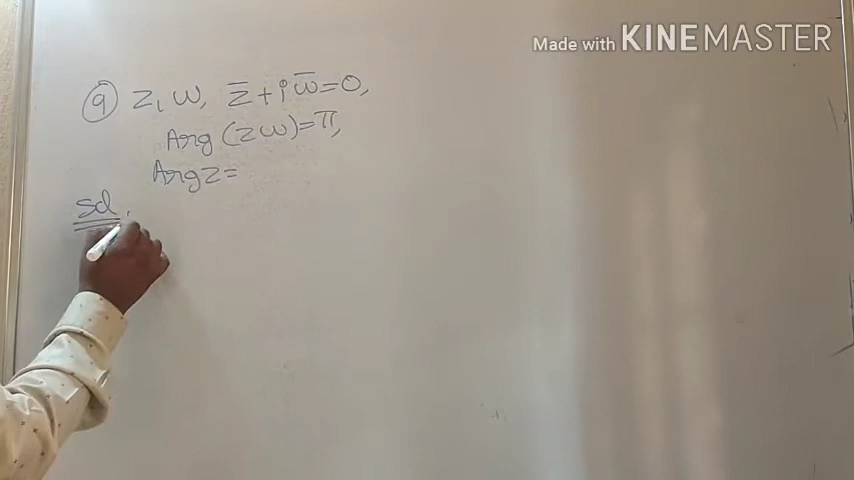 Made with KINEMASTER
9 z, ω, z̅ + i ω̅ = 0,
Arg (zω) = π,
Arg z =
Sol